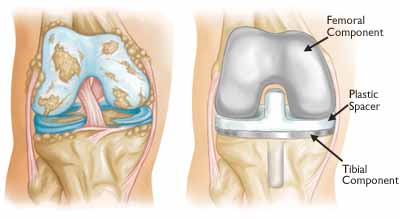 Femoral
Component
Plastic
Spacer
Tibial
Component